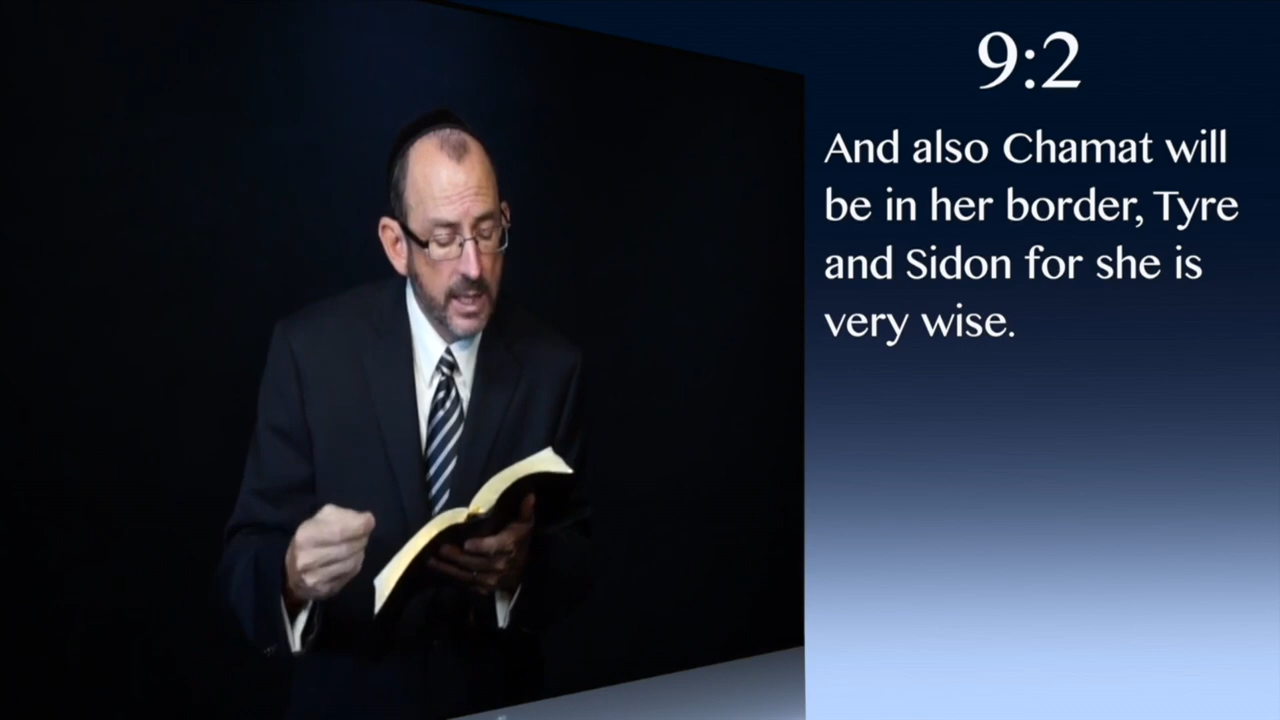 9:2
And also Chamat will
be in her border, Tyre
and Sidon for she is
very wise.